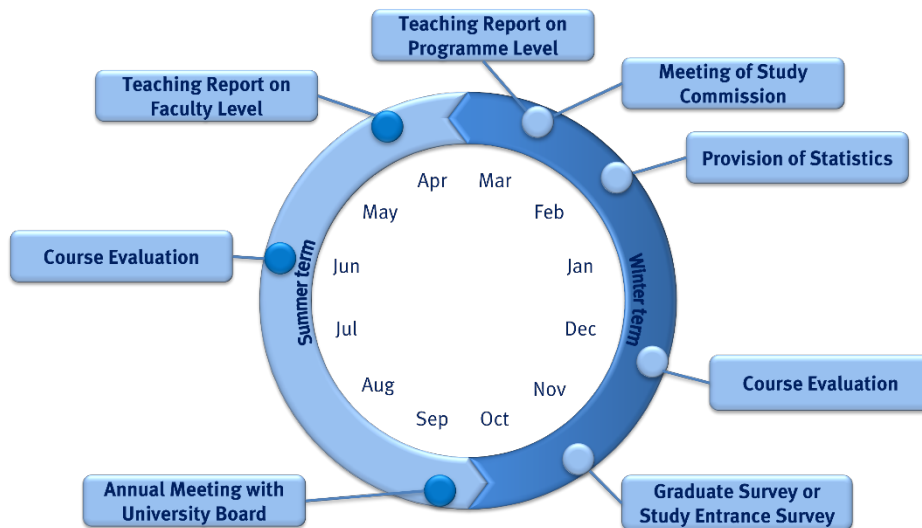 Teaching Report on
Programme Level
Teaching Report on
Faculty Level
Meeting of Study
Commission
Provision of Statistics
Apr
Mar
May
Feb
Course Evaluation
Jun
Jan
Summer term
Winter term
Jul
Dec
Aug
Nov
Course Evaluation
Sep
Oct
Annual Meeting with
University Board
Graduate Survey or
Study Entrance Survey